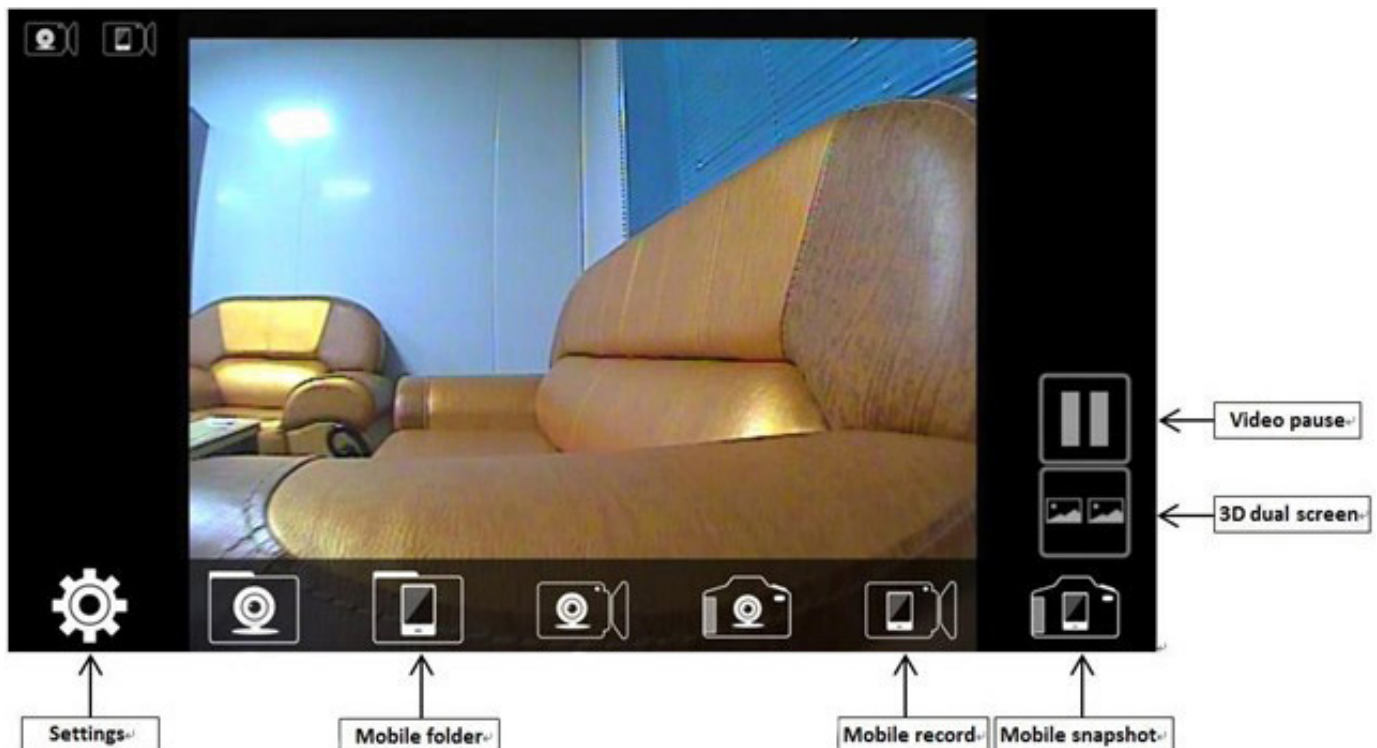 Video pause
3D dual screen
Settings
Mobile folder
Mobile record
Mobile snapshot